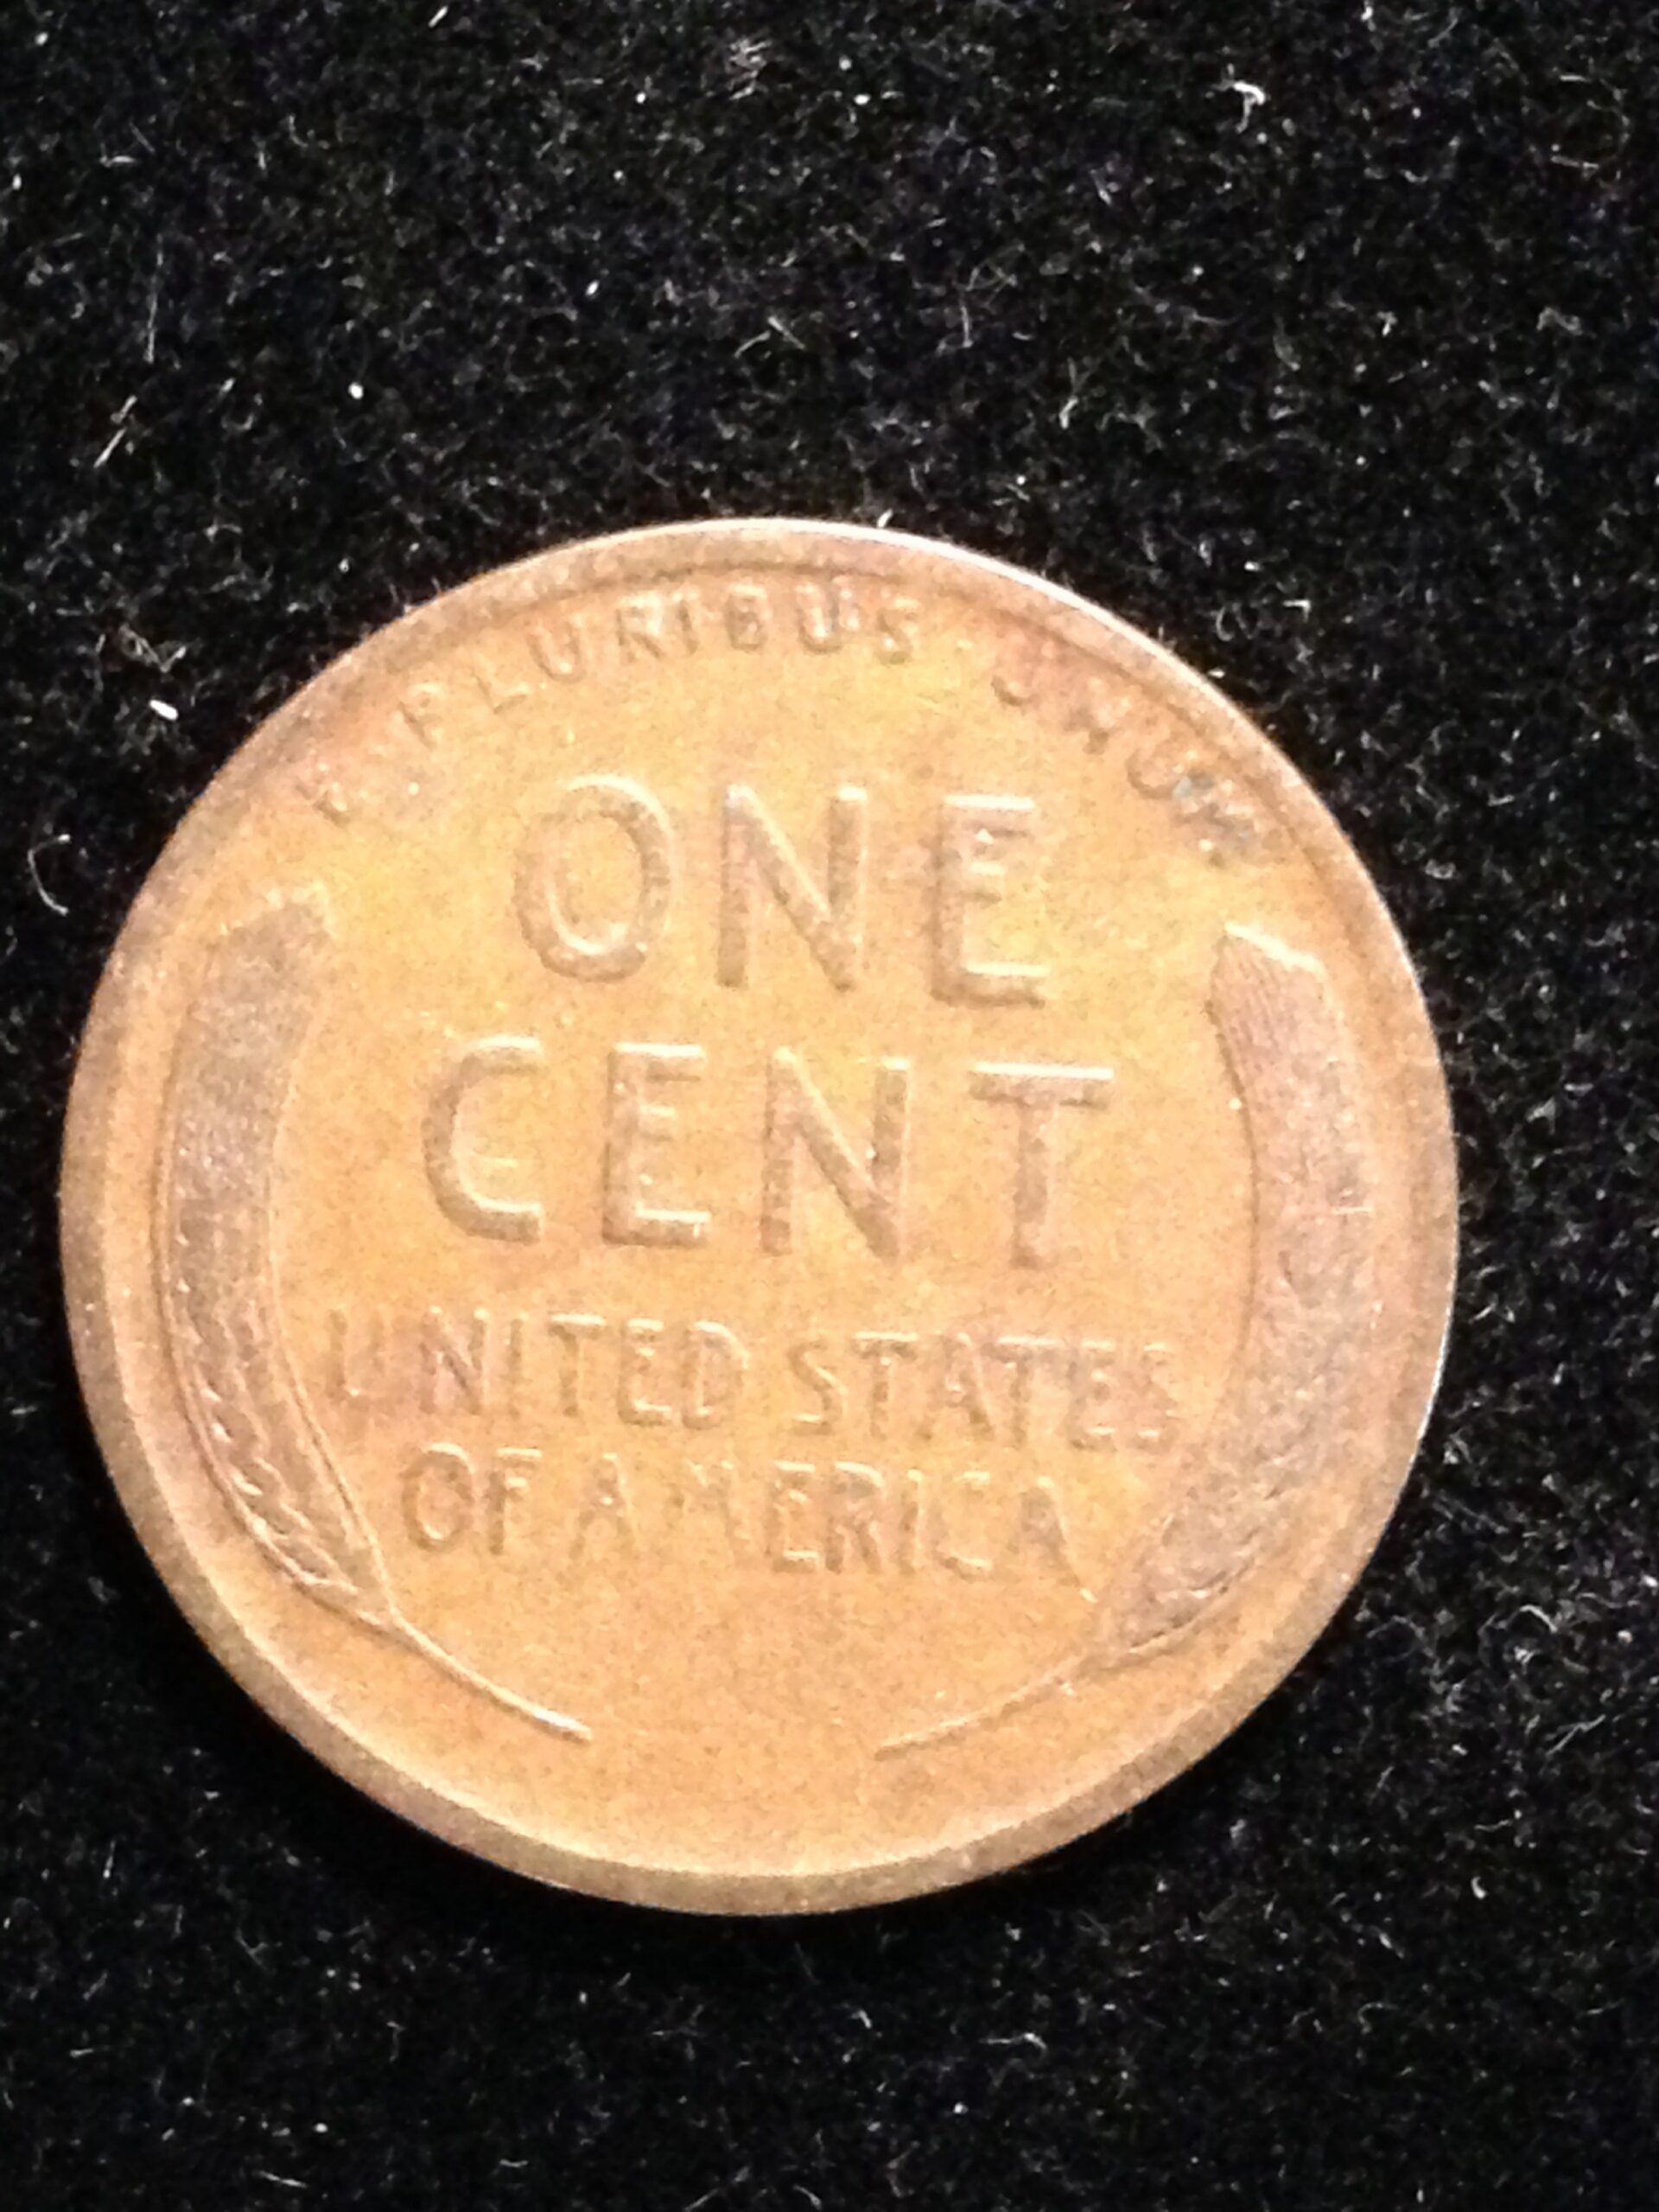 E · PLURIBUS · UNUM
ONE
CENT
UNITED STATES
OF AMERICA